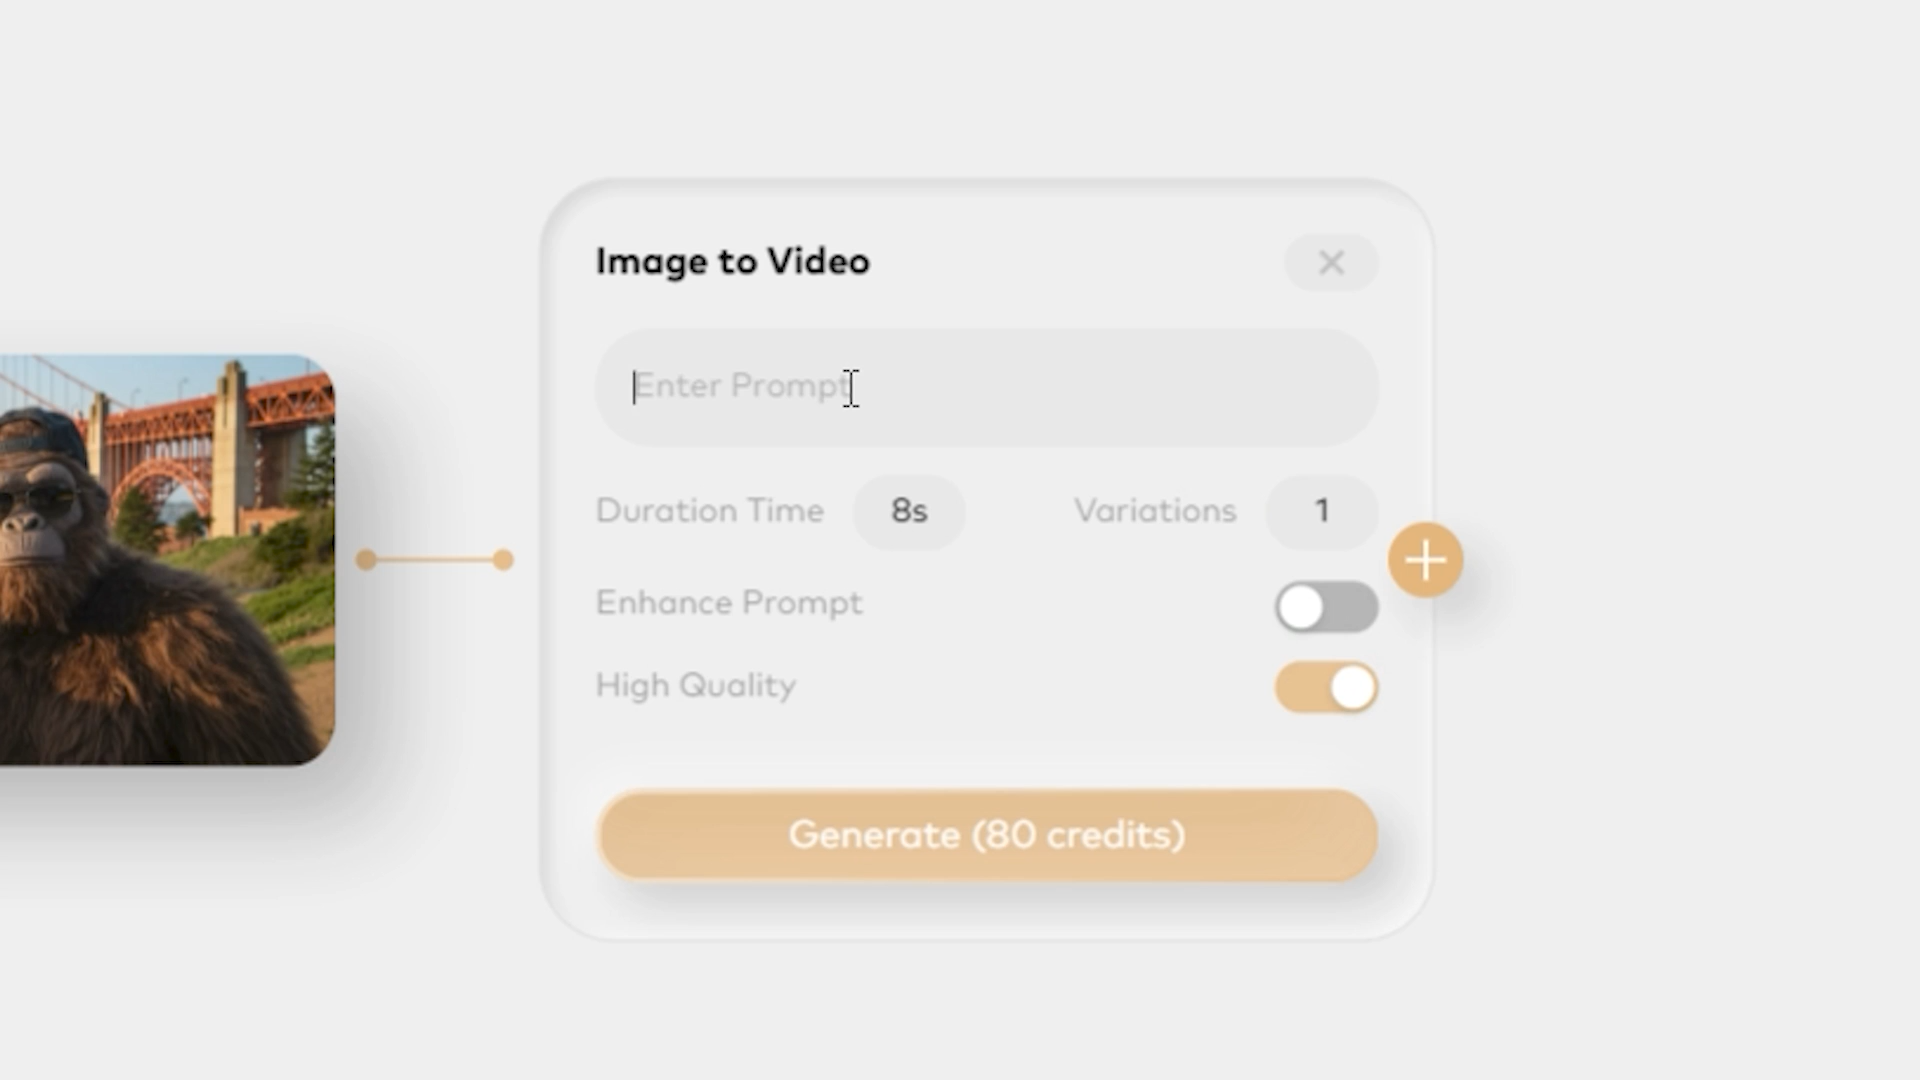 Image to Video
Enter Prompt
Duration Time 8s Variations 1
Enhance Prompt
High Quality
Generate (80 credits)